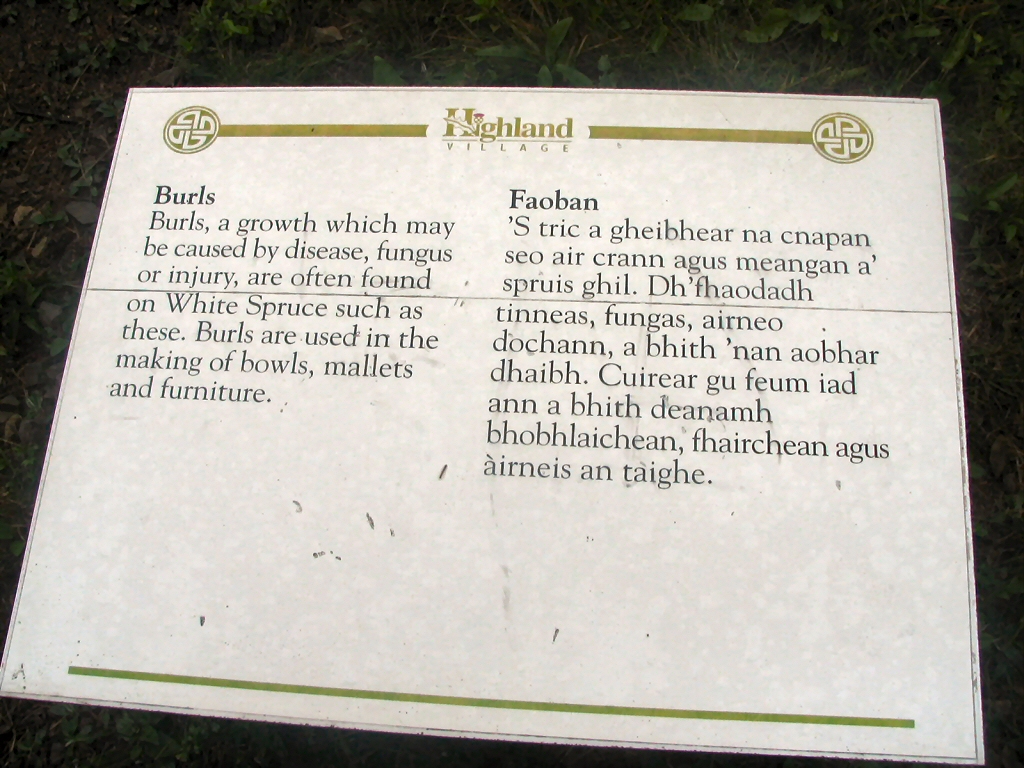 Highland
VILLAGE
Burls
Burls, a growth which may
be caused by disease, fungus
or injury, are often found
on White Spruce such as
these. Burls are used in the
making of bowls, mallets
and furniture.
Faoban
’S tric a gheibhear na cnapan
seo air crann agus meangan a’
spruis ghil. Dh’fhaodadh
tinneas, fungas, airneo
dochann, a bhith ’nan aobhar
dhaibh. Cuirear gu feum iad
ann a bhith deanamh
bhobhlaichean, fhairchean agus
àirneis an taighe.